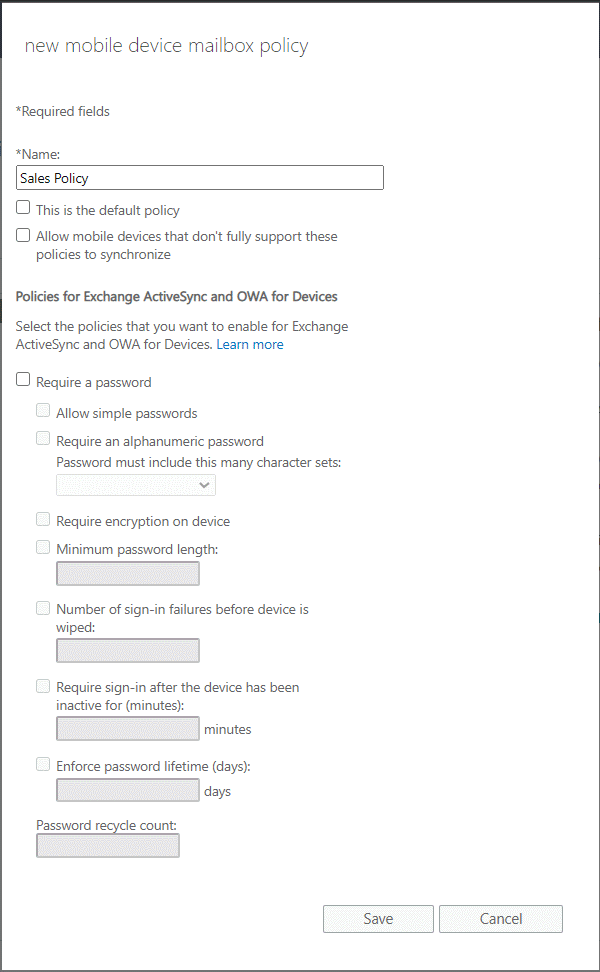 new mobile device mailbox policy
*Required fields
*Name:
Sales Policy
This is the default policy
Allow mobile devices that don't fully support these
policies to synchronize
Policies for Exchange ActiveSync and OWA for Devices
Select the policies that you want to enable for Exchange
ActiveSync and OWA for Devices. Learn more
Require a password
Allow simple passwords
Require an alphanumeric password
Password must include this many character sets:
Require encryption on device
Minimum password length:
Number of sign-in failures before device is
wiped:
Require sign-in after the device has been
inactive for (minutes):
minutes
Enforce password lifetime (days):
days
Password recycle count:
Save Cancel